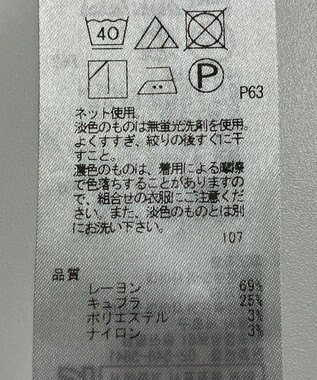 40
P
P63
ネット使用。
淡色のものは無蛍光洗剤を使用。
よくすすぎ、絞りの後すぐに干
すこと。
濃色のものは、着用による摩擦
で色落ちすることがありますの
で、組合せの衣服にご注意くだ
さい。また、淡色のものとは別
にお洗い下さい。
107
品質
レーヨン 69%
キュプラ 25%
ポリエステル 3%
ナイロン 3%